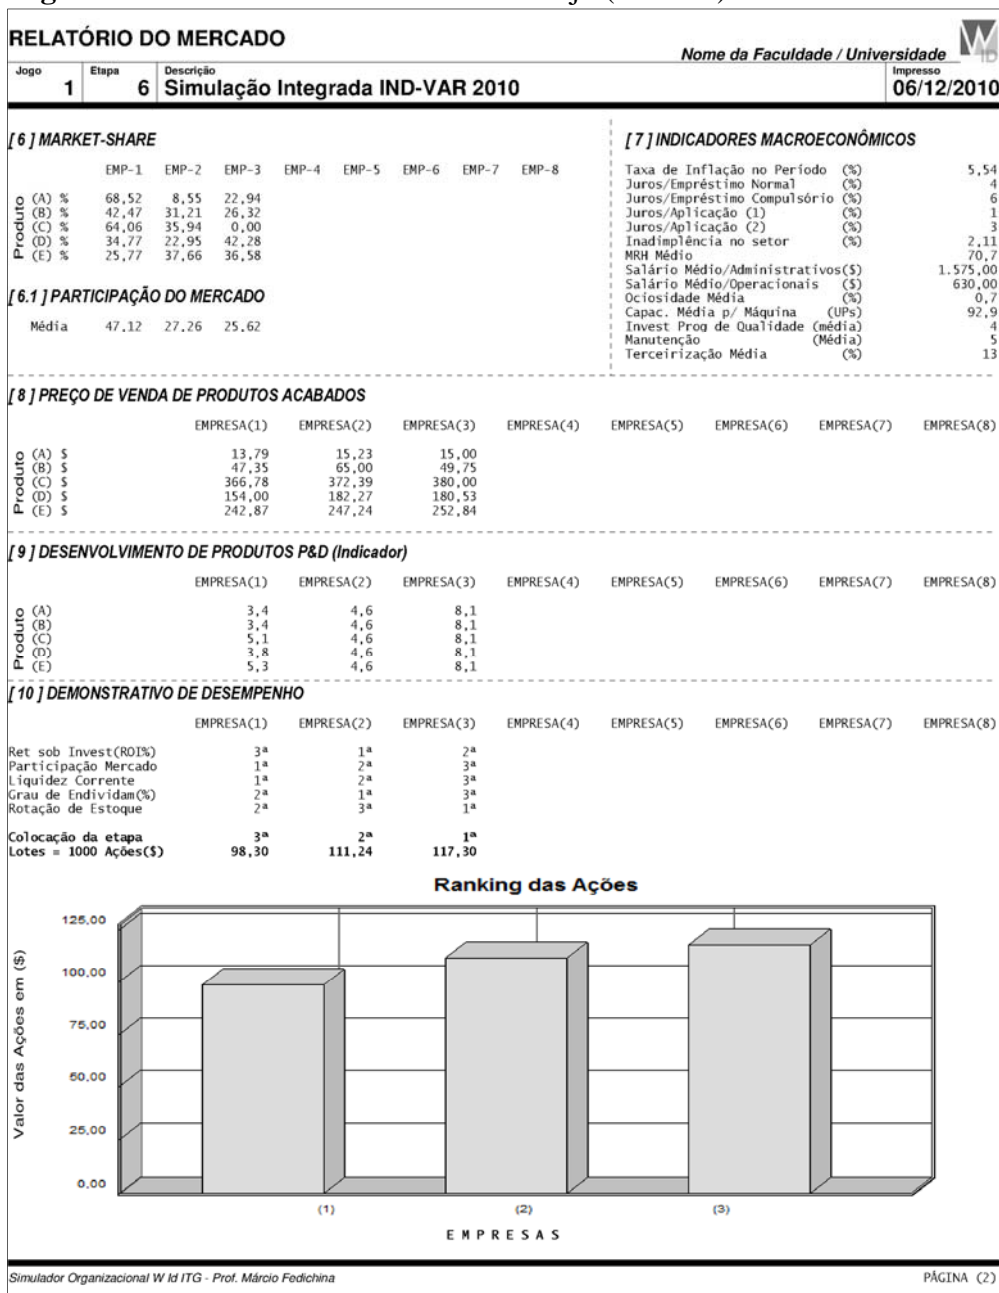 RELATÓRIO DO MERCADO
Nome da Faculdade / Universidade
W ID
Jogo Etapa Descrição Impresso
1 6 Simulação Integrada IND-VAR 2010 06/12/2010
[ 6 ] MARKET-SHARE
EMP-1 EMP-2 EMP-3 EMP-4 EMP-5 EMP-6 EMP-7 EMP-8
Produto
(A) % 68,52 8,55 22,94
(B) % 42,47 31,21 26,32
(C) % 64,06 35,94 0,00
(D) % 34,77 22,95 42,28
(E) % 25,77 37,66 36,58
[ 6.1 ] PARTICIPAÇÃO DO MERCADO
Média 47,12 27,26 25,62
[ 7 ] INDICADORES MACROECONÔMICOS
Taxa de Inflação no Período (%) 5,54
Juros/Empréstimo Normal (%) 4
Juros/Empréstimo Compulsório (%) 6
Juros/Aplicação (1) (%) 1
Juros/Aplicação (2) (%) 3
Inadimplência no setor (%) 2,11
MRH Médio 70,7
Salário Médio/Administrativos($) 1.575,00
Salário Médio/Operacionais ($) 630,00
Ociosidade Média (%) 0,7
Capac. Média p/ Máquina (UPs) 92,9
Invest Prog de Qualidade (média) 4
Manutenção (Média) 5
Terceirização Média (%) 13
[ 8 ] PREÇO DE VENDA DE PRODUTOS ACABADOS
EMPRESA(1) EMPRESA(2) EMPRESA(3) EMPRESA(4) EMPRESA(5) EMPRESA(6) EMPRESA(7) EMPRESA(8)
Produto
(A) $ 13,79 15,23 15,00
(B) $ 47,35 65,00 49,75
(C) $ 366,78 372,39 380,00
(D) $ 154,00 182,27 180,53
(E) $ 242,87 247,24 252,84
[ 9 ] DESENVOLVIMENTO DE PRODUTOS P&D (Indicador)
EMPRESA(1) EMPRESA(2) EMPRESA(3) EMPRESA(4) EMPRESA(5) EMPRESA(6) EMPRESA(7) EMPRESA(8)
Produto
(A) 3,4 4,6 8,1
(B) 3,4 4,6 8,1
(C) 5,1 4,6 8,1
(D) 3,8 4,6 8,1
(E) 5,3 4,6 8,1
[ 10 ] DEMONSTRATIVO DE DESEMPENHO
EMPRESA(1) EMPRESA(2) EMPRESA(3) EMPRESA(4) EMPRESA(5) EMPRESA(6) EMPRESA(7) EMPRESA(8)
Ret sob Invest(ROI%) 3ª 1ª 2ª
Participação Mercado 1ª 2ª 3ª
Liquidez Corrente 1ª 2ª 3ª
Grau de Endividam(%) 2ª 1ª 3ª
Rotação de Estoque 2ª 3ª 1ª
Colocação da etapa 3ª 2ª 1ª
Lotes = 1000 Ações($) 98,30 111,24 117,30
Ranking das Ações
Valor das Ações em ($)
125,00
100,00
75,00
50,00
25,00
0,00
(1) (2) (3)
E M P R E S A S
Simulador Organizacional W Id ITG - Prof. Márcio Fedichina PÁGINA (2)